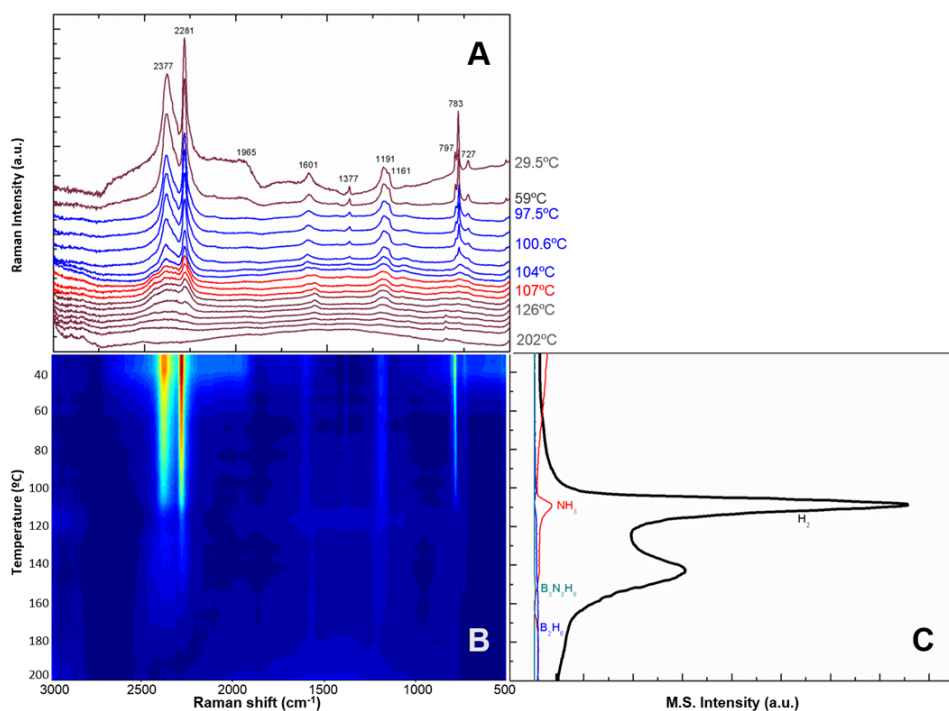 A
Raman Intensity (a.u.)
2281
2377
1965
1601
1377
1191
1161
783
797
727
29.5ºC
59ºC
97.5ºC
100.6ºC
104ºC
107ºC
126ºC
202ºC
B
Temperature (ºC)
40
60
80
100
120
140
160
180
200
3000 2500 2000 1500 1000 500
Raman shift (cm⁻¹)
C
NH₃
H₂
B₃N₃H₆
B₂H₆
M.S. Intensity (a.u.)